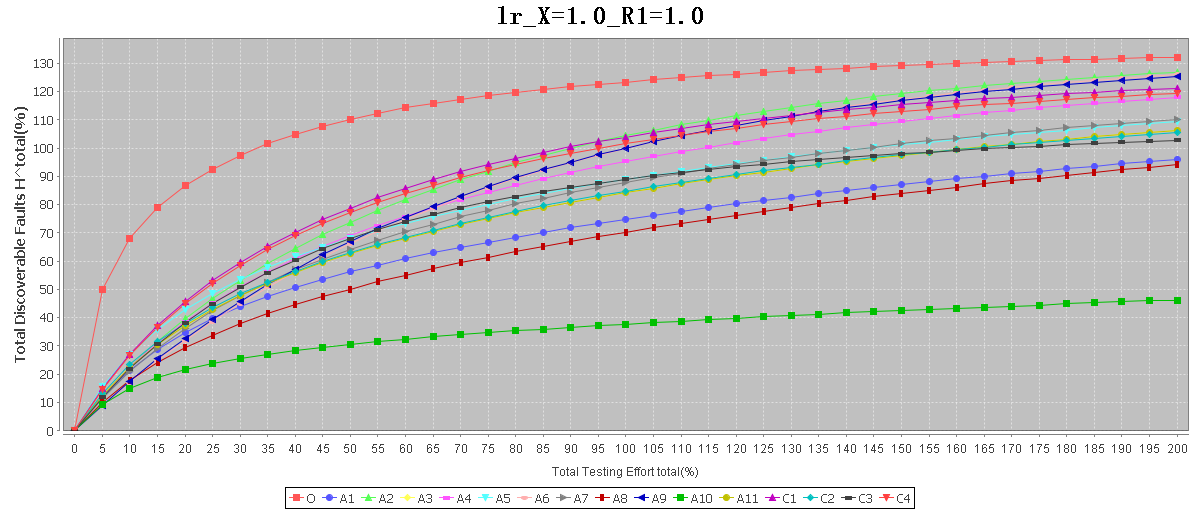 lr_X=1.0_R1=1.0
Total Discoverable Faults H^total(%)
130
120
110
100
90
80
70
60
50
40
30
20
10
0
0 5 10 15 20 25 30 35 40 45 50 55 60 65 70 75 80 85 90 95 100 105 110 115 120 125 130 135 140 145 150 155 160 165 170 175 180 185 190 195 200
Total Testing Effort total(%)
O A1 A2 A3 A4 A5 A6 A7 A8 A9 A10 A11 C1 C2 C3 C4